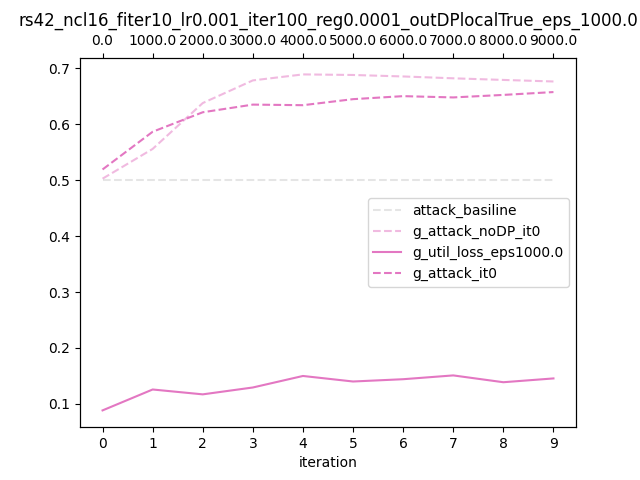 rs42_ncl16_fiter10_lr0.001_iter100_reg0.0001_outDPlocalTrue_eps_1000.0
0.0 1000.0 2000.0 3000.0 4000.0 5000.0 6000.0 7000.0 8000.0 9000.0
0.7
0.6
0.5
0.4
0.3
0.2
0.1
attack_basiline
g_attack_noDP_it0
g_util_loss_eps1000.0
g_attack_it0
0 1 2 3 4 5 6 7 8 9
iteration